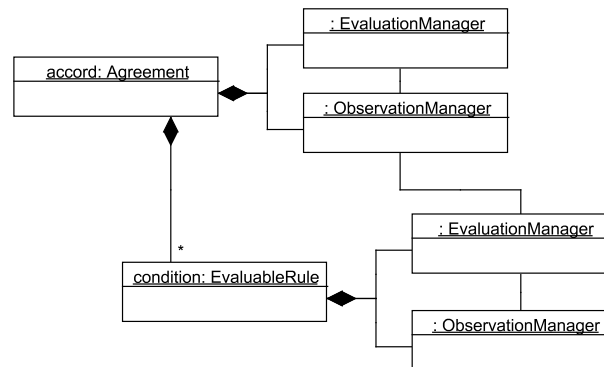 : EvaluationManager
accord: Agreement
: ObservationManager
: EvaluationManager
*
condition: EvaluableRule
: ObservationManager